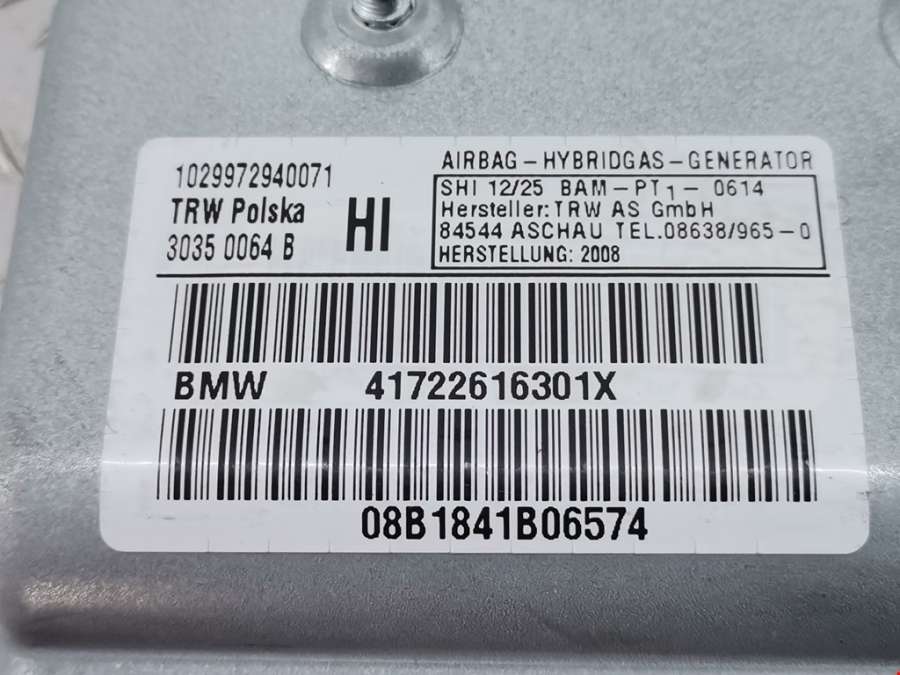 1029972940071
TRW Polska
3035 0064 B
HI
AIRBAG-HYBRIDGAS-GENERATOR
SHI 12/25 BAM-PT1-0614
Hersteller: TRW AS GmbH
84544 ASCHAU TEL.08638/965-0
HERSTELLUNG: 2008
BMW 41722616301X
08B1841B06574